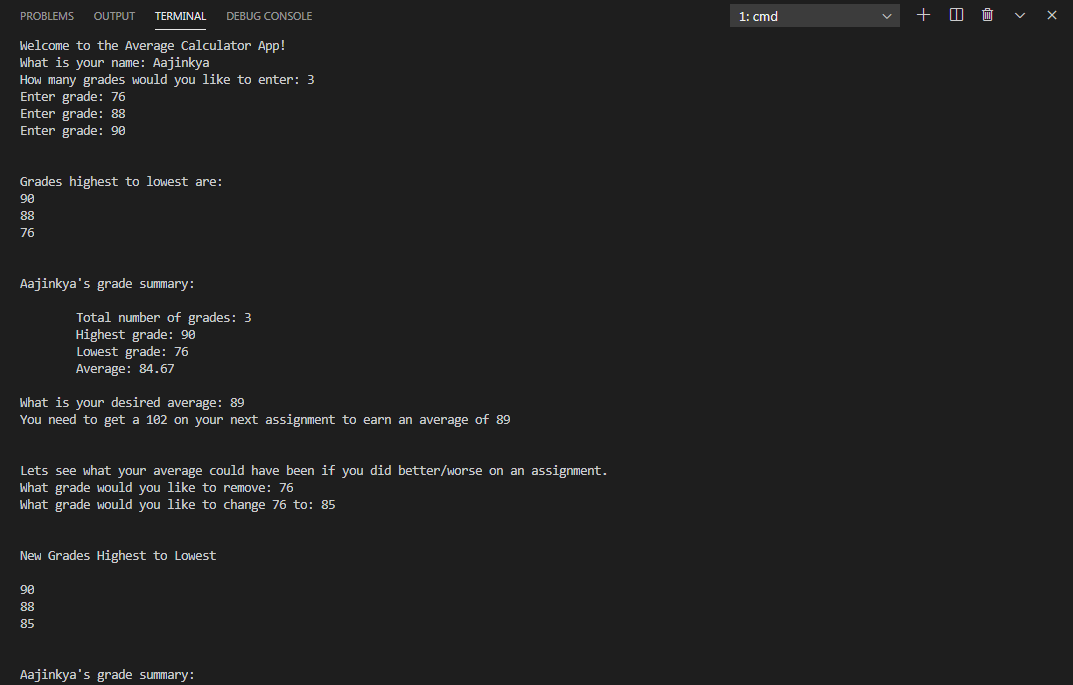 PROBLEMS OUTPUT TERMINAL DEBUG CONSOLE 1: cmd
Welcome to the Average Calculator App!
What is your name: Aajinkya
How many grades would you like to enter: 3
Enter grade: 76
Enter grade: 88
Enter grade: 90
Grades highest to lowest are:
90
88
76
Aajinkya's grade summary:
Total number of grades: 3
Highest grade: 90
Lowest grade: 76
Average: 84.67
What is your desired average: 89
You need to get a 102 on your next assignment to earn an average of 89
Lets see what your average could have been if you did better/worse on an assignment.
What grade would you like to remove: 76
What grade would you like to change 76 to: 85
New Grades Highest to Lowest
90
88
85
Aajinkya's grade summary: